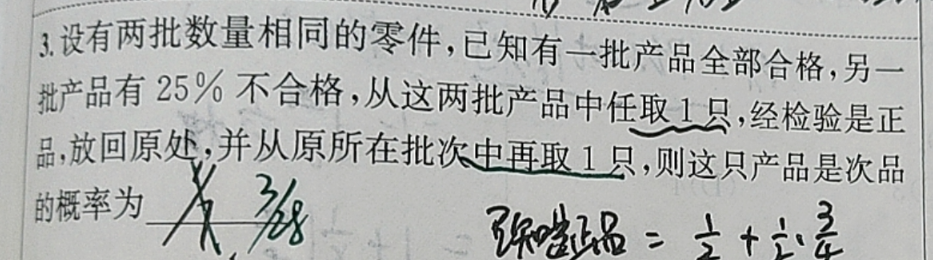 3.设有两批数量相同的零件,已知有一批产品全部合格,另一
批产品有 25% 不合格,从这两批产品中任取 1 只,经检验是正
品,放回原处,并从原所在批次中再取 1 只,则这只产品是次品
的概率为 3/28
正品 = 1/2 + 1/2 · 3/4